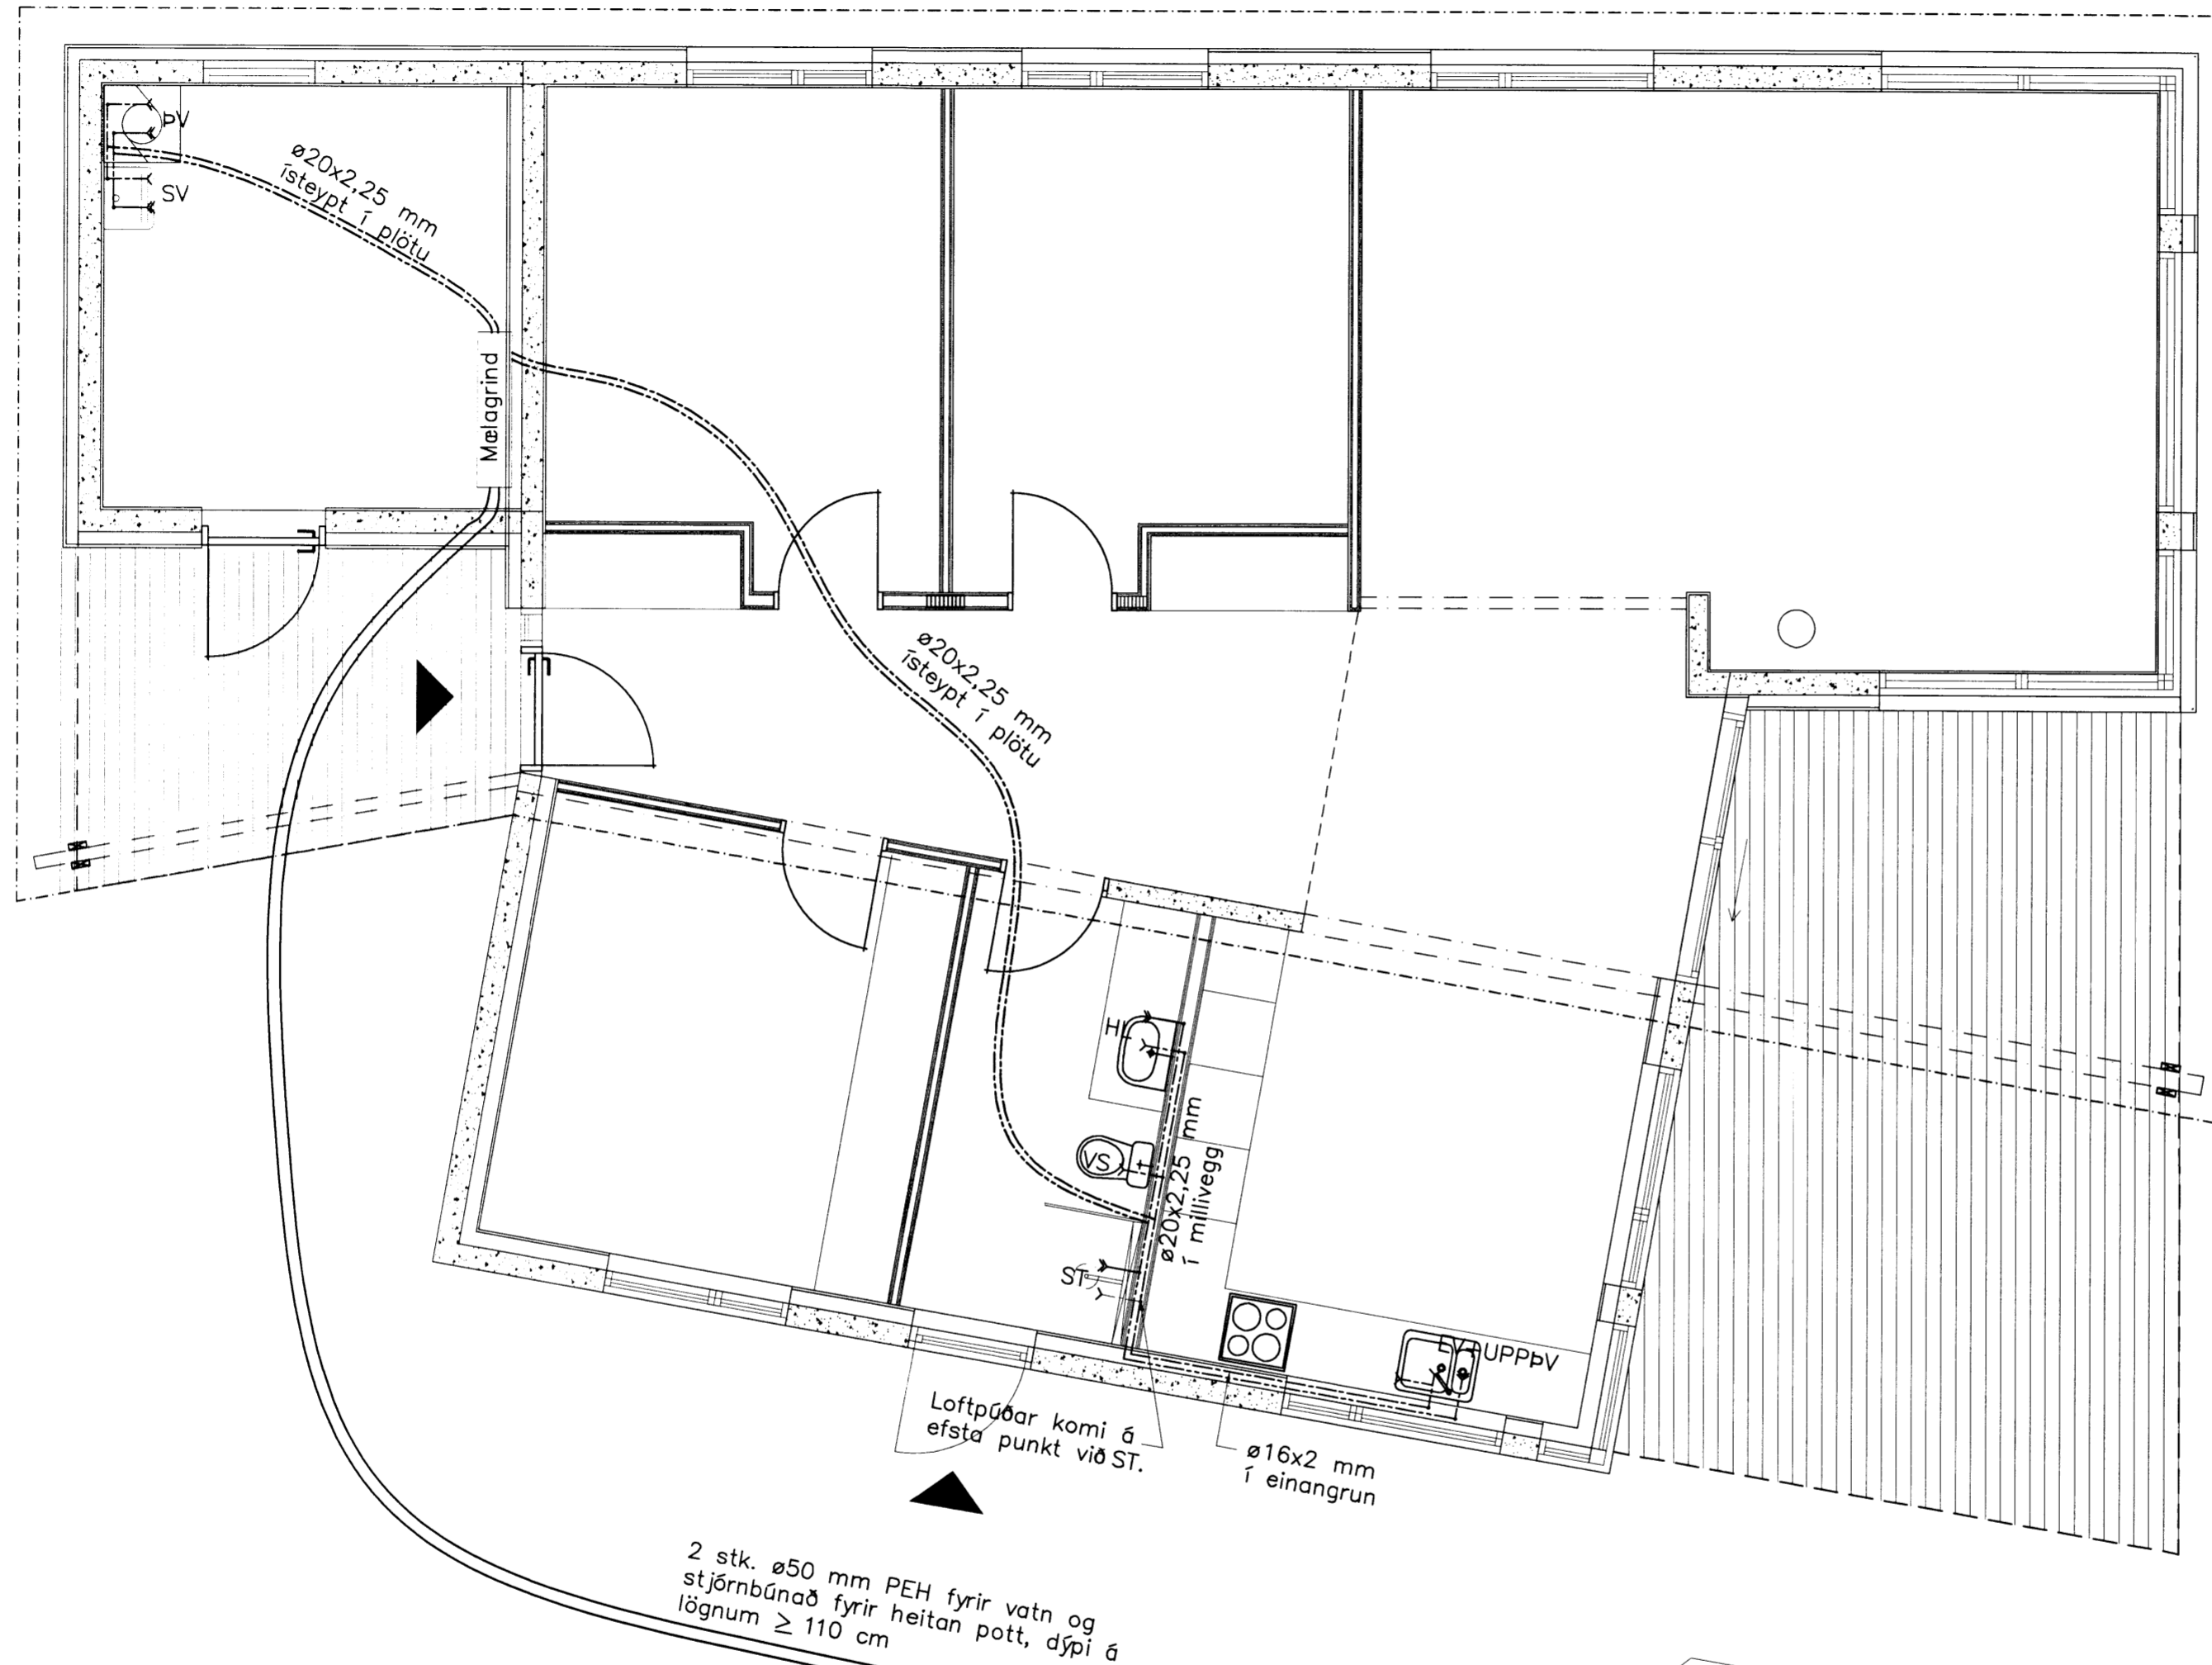 ÞV
SV
ø20x2,25 mm
ísteypt í plötu
Mælagrind
ø20x2,25 mm
ísteypt í plötu
HL
VS
ø20x2,25 mm
í millivegg
ST
UPPÞV
Loftpúðar komi á
efsta punkt við ST.
ø16x2 mm
í einangrun
2 stk. ø50 mm PEH fyrir vatn og
stjórnbúnað fyrir heitan pott, dýpi á
lögnum ≥ 110 cm